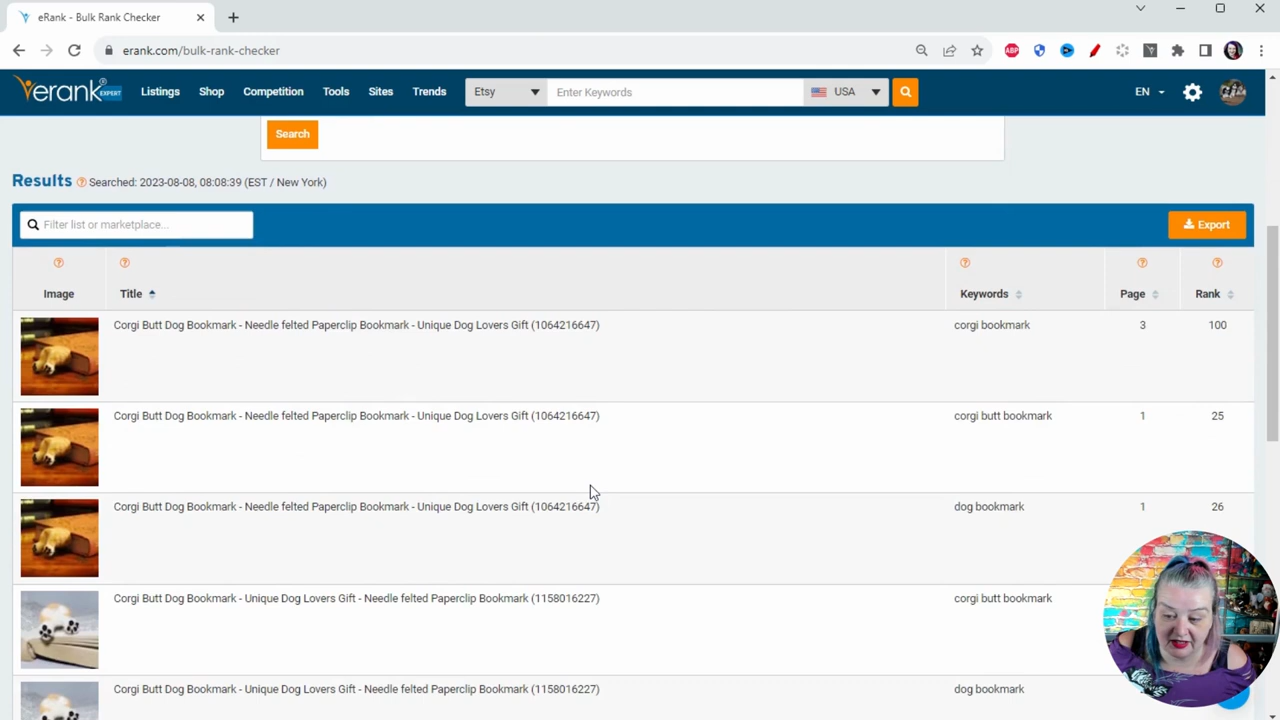 eRank - Bulk Rank Checker
erank.com/bulk-rank-checker
ABP
erank® EXPERT Listings Shop Competition Tools Sites Trends Etsy Enter Keywords USA EN
Search
Results ? Searched: 2023-08-08, 08:08:39 (EST / New York)
Filter list or marketplace... Export
? ? ? ? ?
Image Title Keywords Page Rank
Corgi Butt Dog Bookmark - Needle felted Paperclip Bookmark - Unique Dog Lovers Gift (1064216647) corgi bookmark 3 100
Corgi Butt Dog Bookmark - Needle felted Paperclip Bookmark - Unique Dog Lovers Gift (1064216647) corgi butt bookmark 1 25
Corgi Butt Dog Bookmark - Needle felted Paperclip Bookmark - Unique Dog Lovers Gift (1064216647) dog bookmark 1 26
Corgi Butt Dog Bookmark - Unique Dog Lovers Gift - Needle felted Paperclip Bookmark (1158016227) corgi butt bookmark
Corgi Butt Dog Bookmark - Unique Dog Lovers Gift - Needle felted Paperclip Bookmark (1158016227) dog bookmark